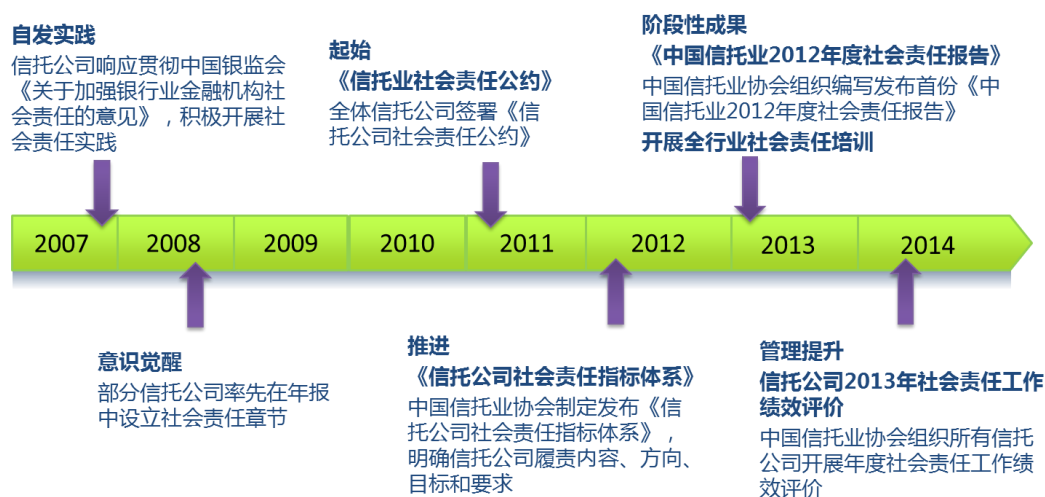 自发实践
信托公司响应贯彻中国银监会
《关于加强银行业金融机构社
会责任的意见》，积极开展社
会责任实践
起始
《信托业社会责任公约》
全体信托公司签署《信
托公司社会责任公约》
阶段性成果
《中国信托业2012年度社会责任报告》
中国信托业协会组织编写发布首份《中
国信托业2012年度社会责任报告》
开展全行业社会责任培训
2007 2008 2009 2010 2011 2012 2013 2014
意识觉醒
部分信托公司率先在年报
中设立社会责任章节
推进
《信托公司社会责任指标体系》
中国信托业协会制定发布《信
托公司社会责任指标体系》，
明确信托公司履责内容、方向、
目标和要求
管理提升
信托公司2013年社会责任工作
绩效评价
中国信托业协会组织所有信托
公司开展年度社会责任工作绩
效评价